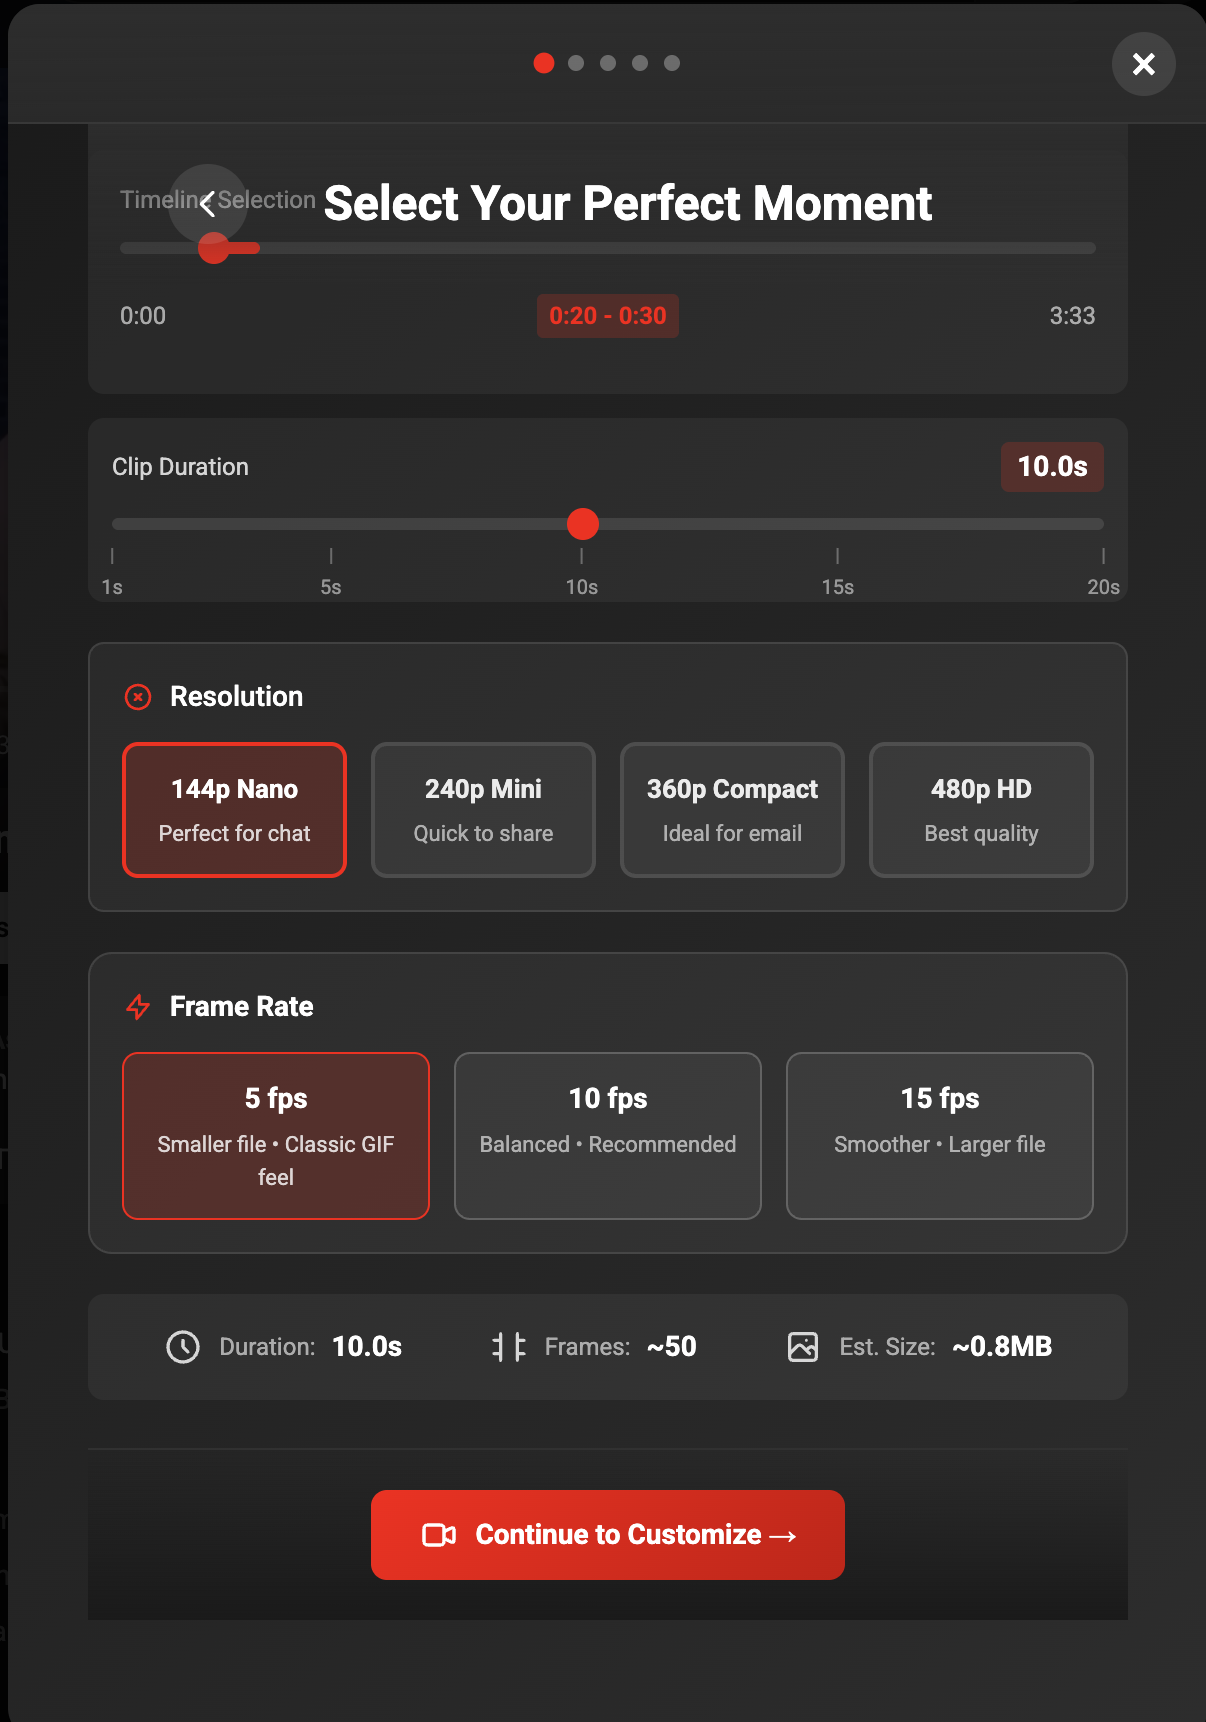 Timeline Selection
Select Your Perfect Moment
0:00
0:20 - 0:30
3:33
Clip Duration
10.0s
1s
5s
10s
15s
20s
Resolution
144p Nano
Perfect for chat
240p Mini
Quick to share
360p Compact
Ideal for email
480p HD
Best quality
Frame Rate
5 fps
Smaller file • Classic GIF
feel
10 fps
Balanced • Recommended
15 fps
Smoother • Larger file
Duration: 10.0s
Frames: ~50
Est. Size: ~0.8MB
Continue to Customize →